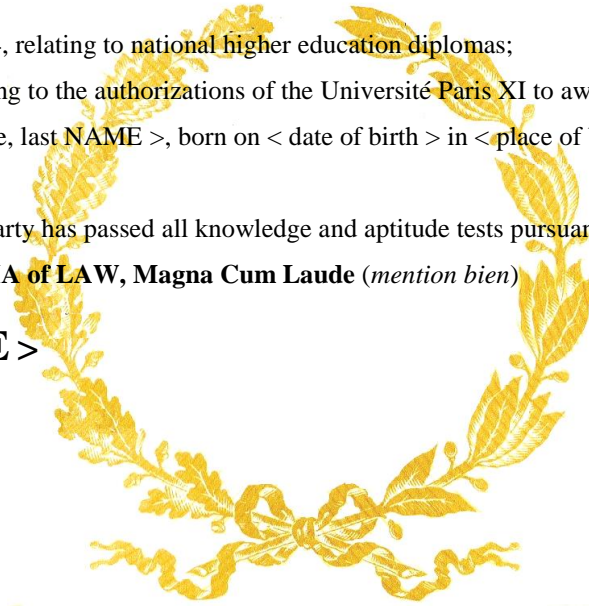 , relating to national higher education diplomas;
ng to the authorizations of the Université Paris XI to aw
e, last NAME >, born on < date of birth > in < place of
arty has passed all knowledge and aptitude tests pursuan
A of LAW, Magna Cum Laude (mention bien)
E >